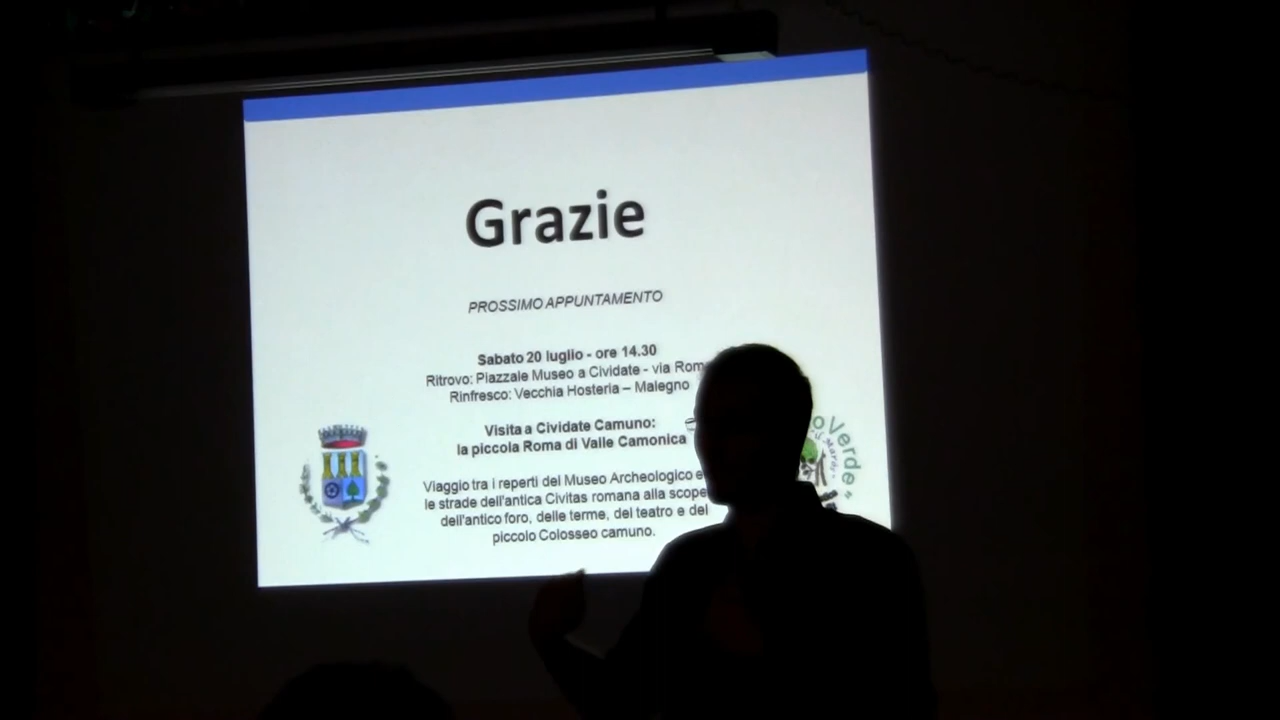 Grazie
PROSSIMO APPUNTAMENTO
Sabato 20 luglio - ore 14.30
Ritrovo: Piazzale Museo a Cividate - via
Rinfresco: Vecchia Hosteria – Malegno
Visita a Cividate Camuno:
la piccola Roma di Valle Camonica
Viaggio tra i reperti del Museo Archeologico e
le strade dell'antica Civitas romana alla
dell'antico foro, delle terme, del teatro e del
piccolo Colosseo camuno.
Verde